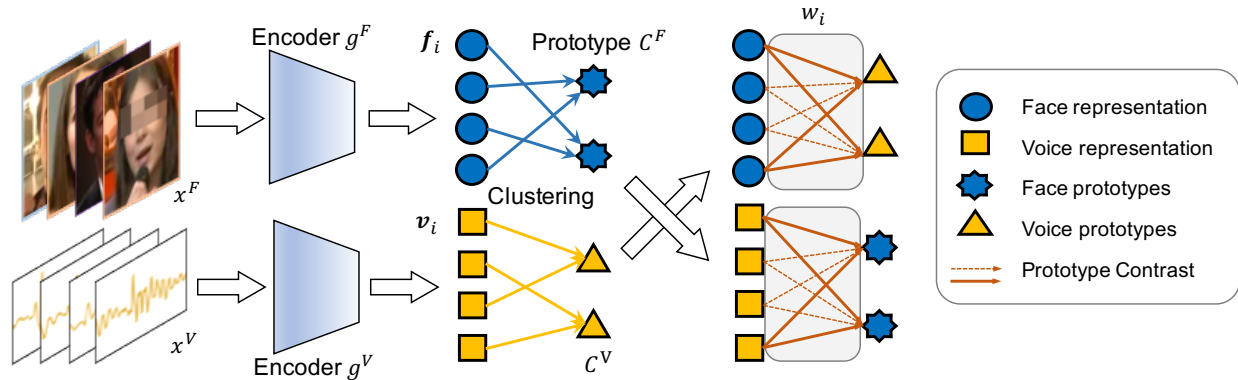 Encoder g^F
f_i
Prototype C^F
w_i
x^F
Clustering
v_i
x^V
Encoder g^V
C^V
Face representation
Voice representation
Face prototypes
Voice prototypes
Prototype Contrast